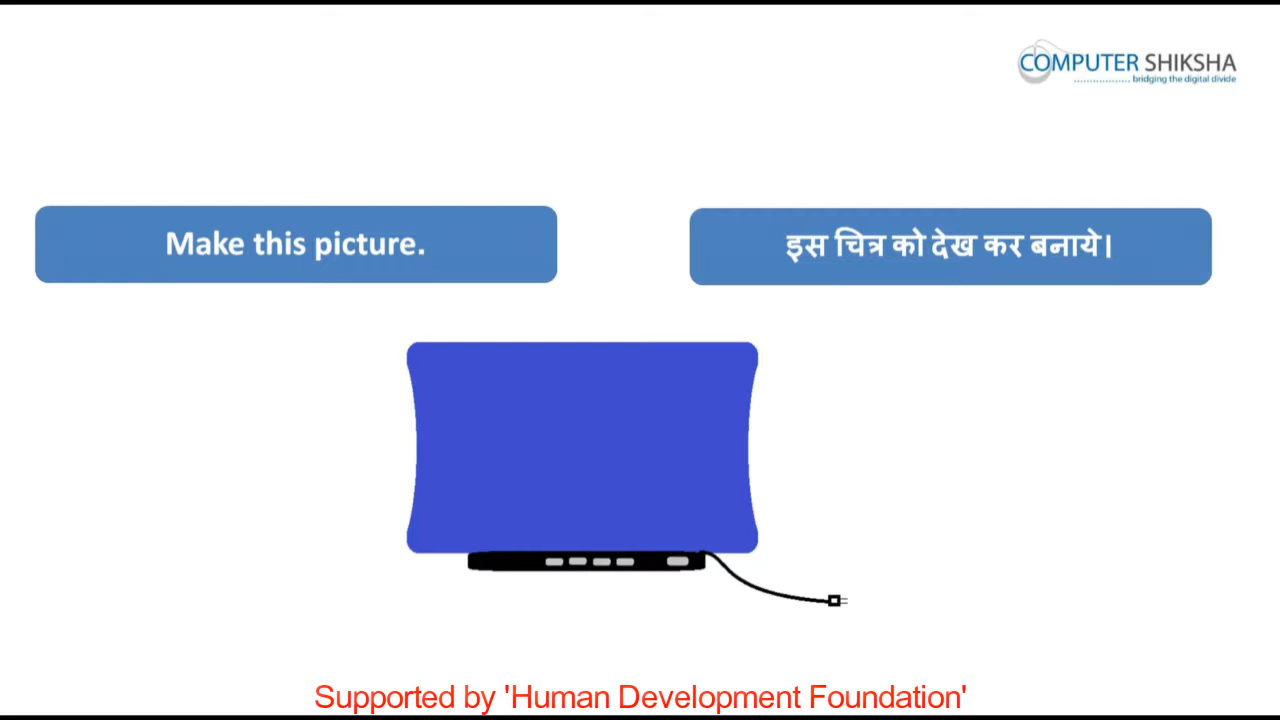 COMPUTER SHIKSHA
bridging the digital divide
Make this picture.
इस चित्र को देख कर बनाये।
Supported by 'Human Development Foundation'